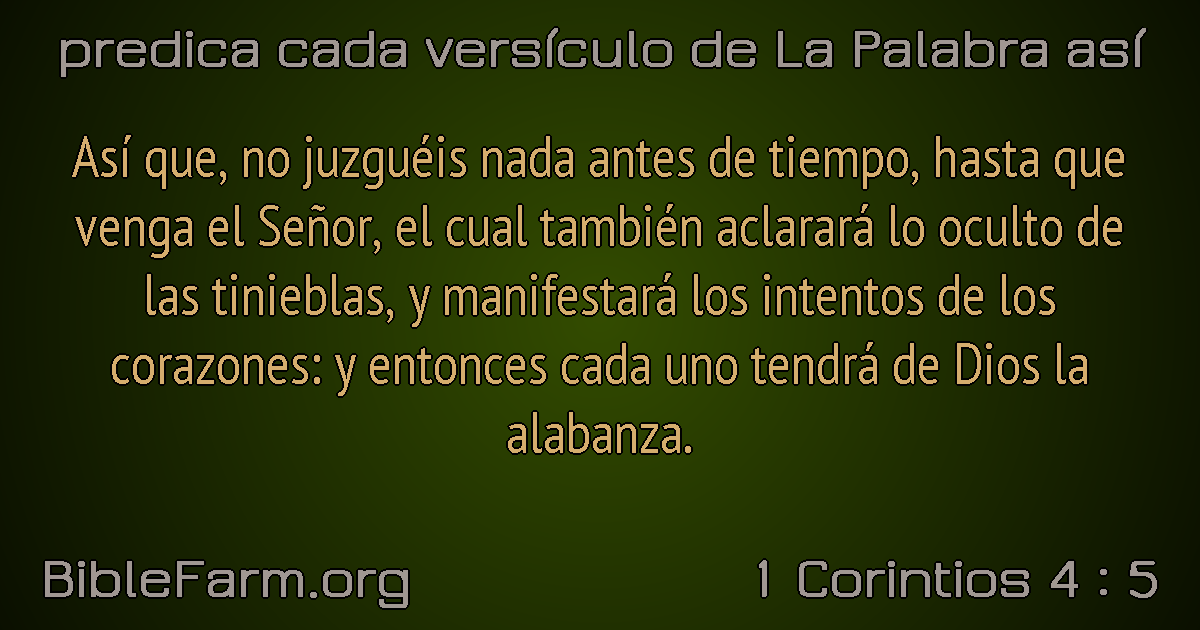 predica cada versículo de La Palabra así
Así que, no juzguéis nada antes de tiempo, hasta que
venga el Señor, el cual también aclarará lo oculto de
las tinieblas, y manifestará los intentos de los
corazones: y entonces cada uno tendrá de Dios la
alabanza.
BibleFarm.org
1 Corintios 4 : 5